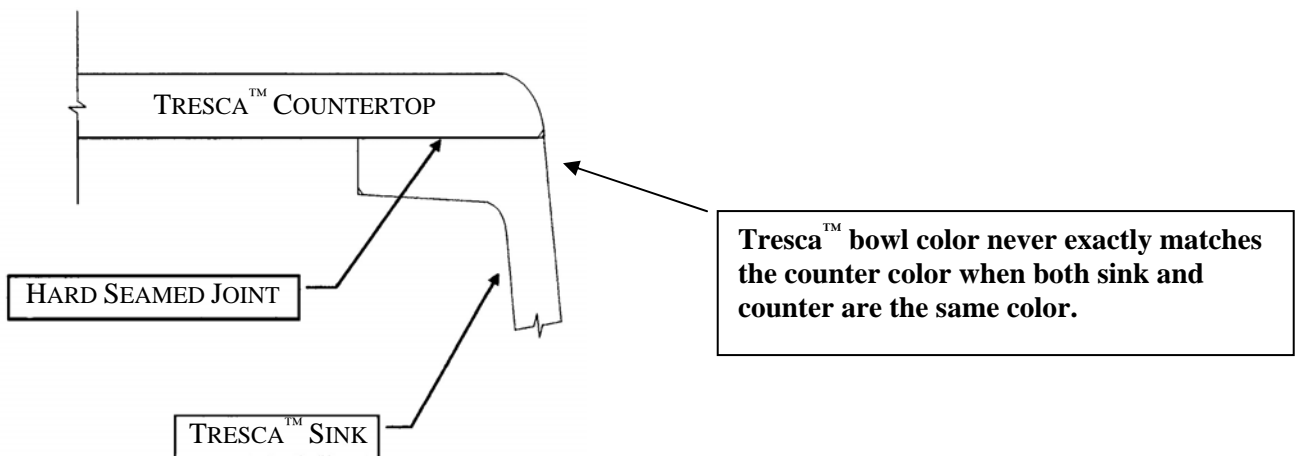 TRESCA™ COUNTERTOP
Tresca™ bowl color never exactly matches
the counter color when both sink and
counter are the same color.
HARD SEAMED JOINT
TRESCA™ SINK